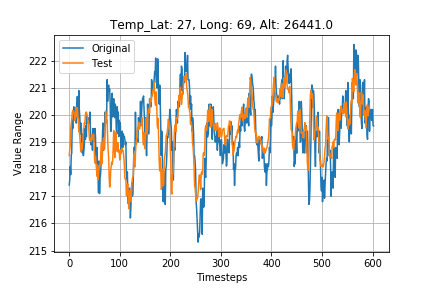 Temp_Lat: 27, Long: 69, Alt: 26441.0
Original
Test
222
221
220
219
218
217
216
215
Value Range
0 100 200 300 400 500 600
Timesteps